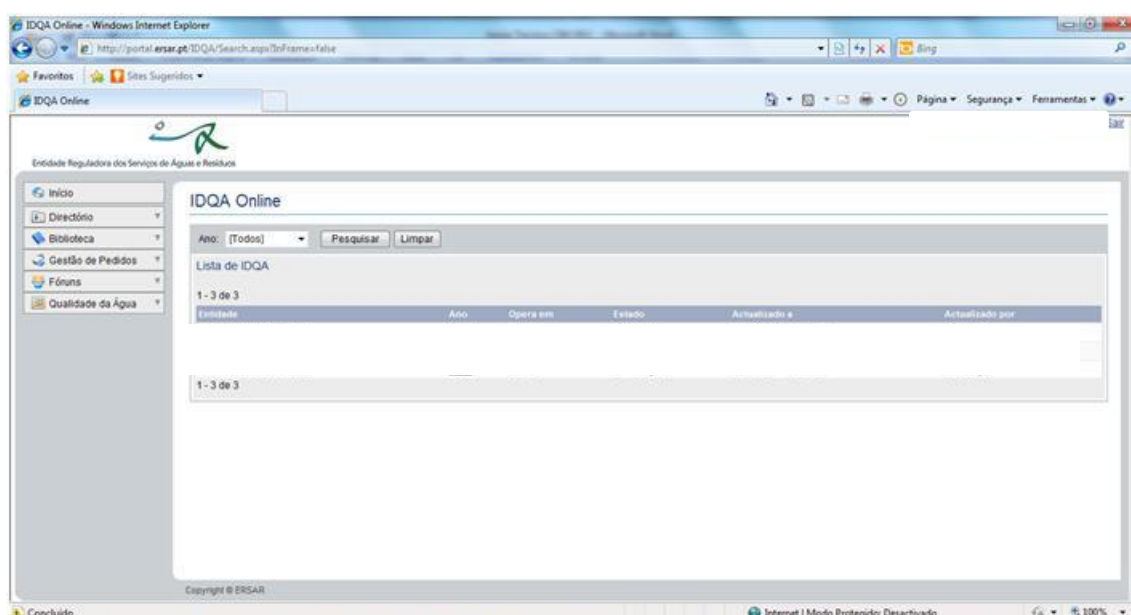 IDQA Online - Windows Internet Explorer
http://portal.ersar.pt/IDQA/Search.aspx?InFrame=false
Bing
Favoritos Sites Sugeridos
IDQA Online
Página Segurança Ferramentas
Sair
Entidade Reguladora dos Serviços de Águas e Resíduos
Início
Directório
Biblioteca
Gestão de Pedidos
Fóruns
Qualidade da Água
IDQA Online
Ano: [Todos] Pesquisar Limpar
Lista de IDQA
1 - 3 de 3
Entidade Ano Opera em Estado Actualizado a Actualizado por
1 - 3 de 3
Copyright © ERSAR
Concluído Internet | Modo Protegido: Desactivado 100%